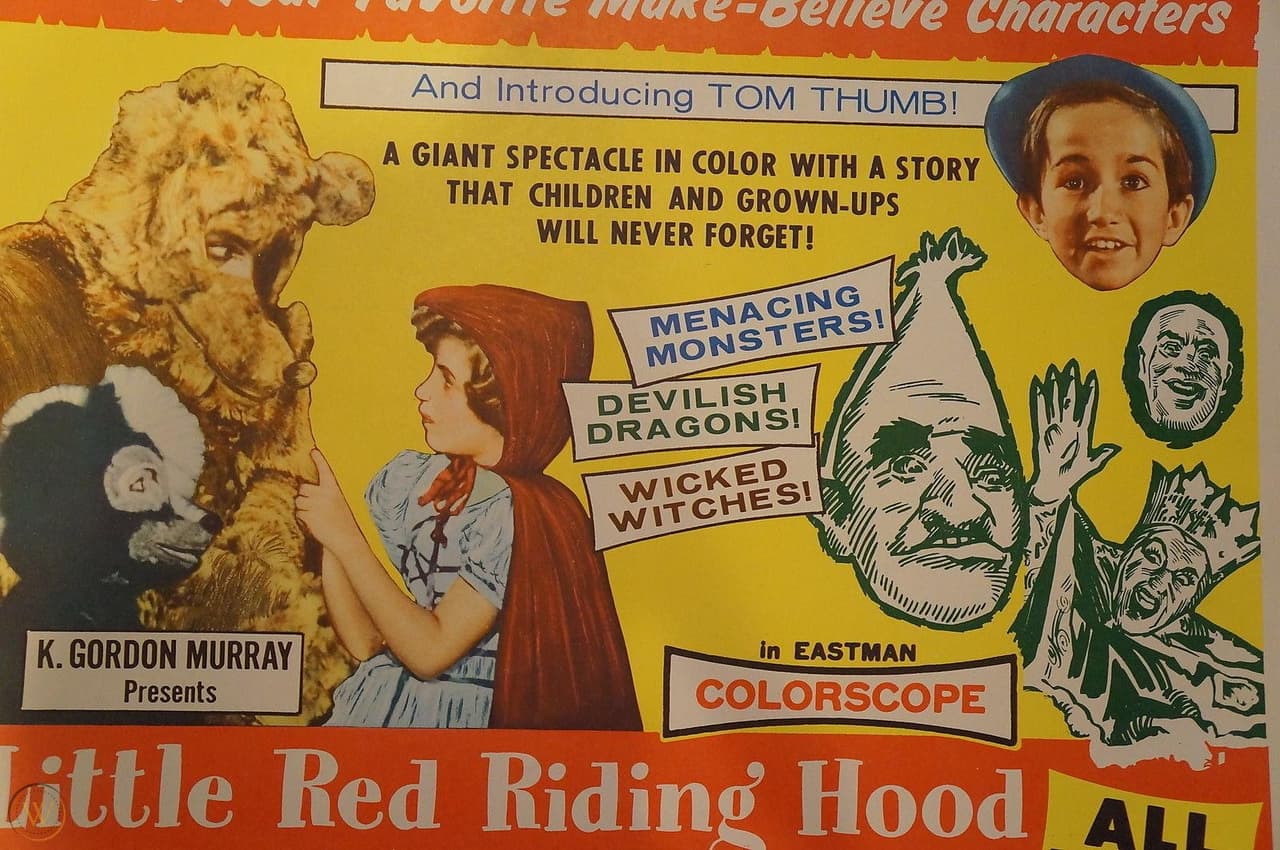 Your Favorite Make-Believe Characters
And Introducing TOM THUMB!
A GIANT SPECTACLE IN COLOR WITH A STORY
THAT CHILDREN AND GROWN-UPS
WILL NEVER FORGET!
MENACING
MONSTERS!
DEVILISH
DRAGONS!
WICKED
WITCHES!
K. GORDON MURRAY
Presents
in EASTMAN
COLORSCOPE
Little Red Riding Hood
ALL